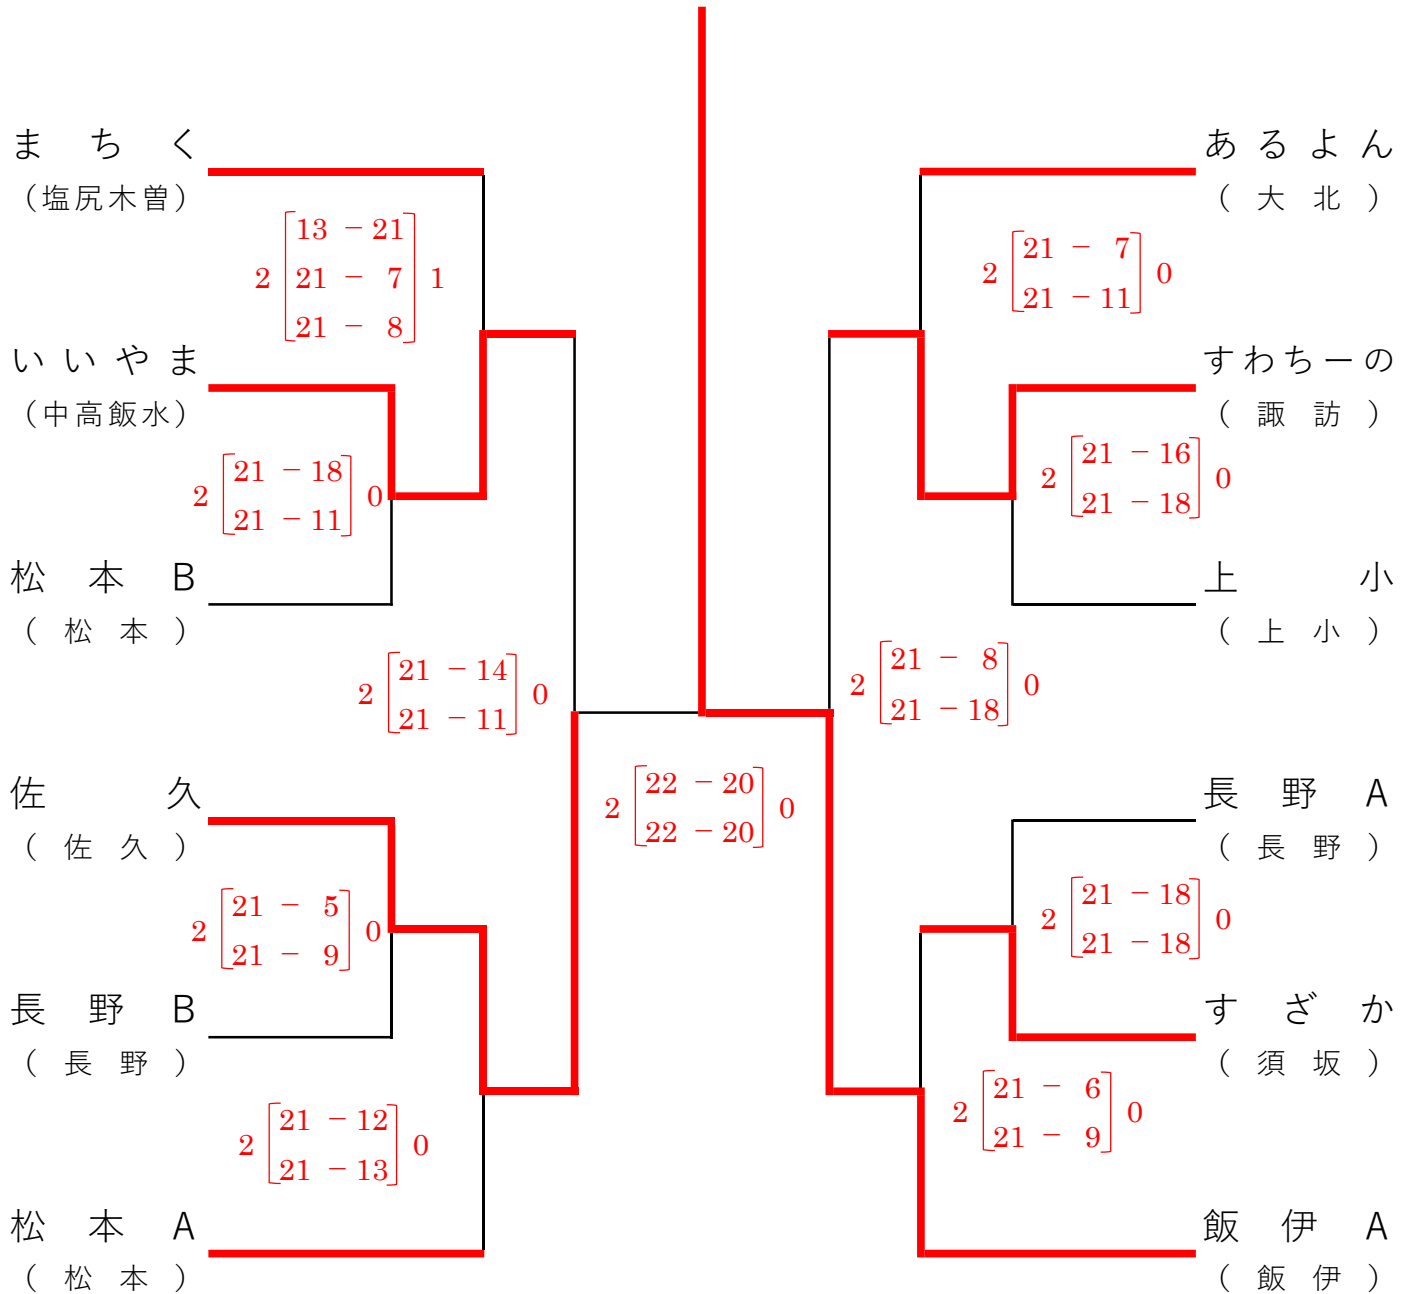 まちく
（塩尻木曽）
13 － 21
2 21 － 7 1
21 － 8
いいやま
（中高飯水）
21 － 18
2 0
21 － 11
松本B
（松本）
21 － 14
2 0
21 － 11
佐久
（佐久）
21 － 5
2 0
21 － 9
長野B
（長野）
21 － 12
2 0
21 － 13
松本A
（松本）
22 － 20
2 0
22 － 20
あるよん
（大北）
21 － 7
2 0
21 － 11
すわちーの
（諏訪）
21 － 16
2 0
21 － 18
上小
（上小）
21 － 8
2 0
21 － 18
長野A
（長野）
21 － 18
2 0
21 － 18
すざか
（須坂）
21 － 6
2 0
21 － 9
飯伊A
（飯伊）